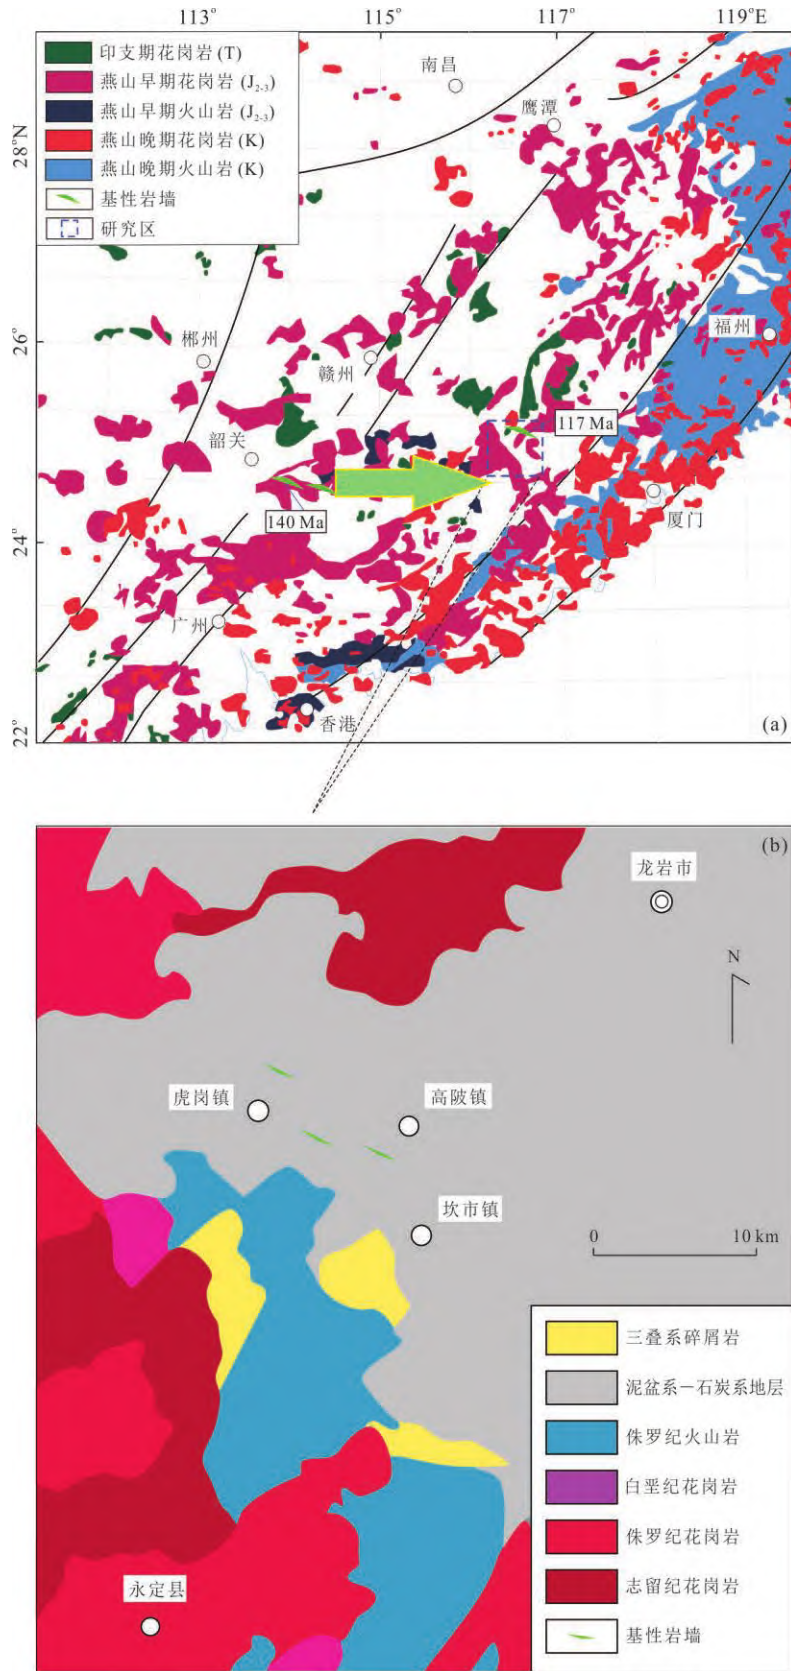 113°
115°
117°
119°E
印支期花岗岩(T)
燕山早期花岗岩(J₂₋₃)
燕山早期火山岩(J₂₋₃)
燕山晚期花岗岩(K)
燕山晚期火山岩(K)
基性岩墙
研究区
28°N
26°
24°
22°
南昌
鹰潭
郴州
赣州
福州
韶关
117 Ma
140 Ma
厦门
广州
香港
(a)
(b)
龙岩市
N
虎岗镇
高陂镇
坎市镇
0
10 km
永定县
三叠系碎屑岩
泥盆系－石炭系地层
侏罗纪火山岩
白垩纪花岗岩
侏罗纪花岗岩
志留纪花岗岩
基性岩墙